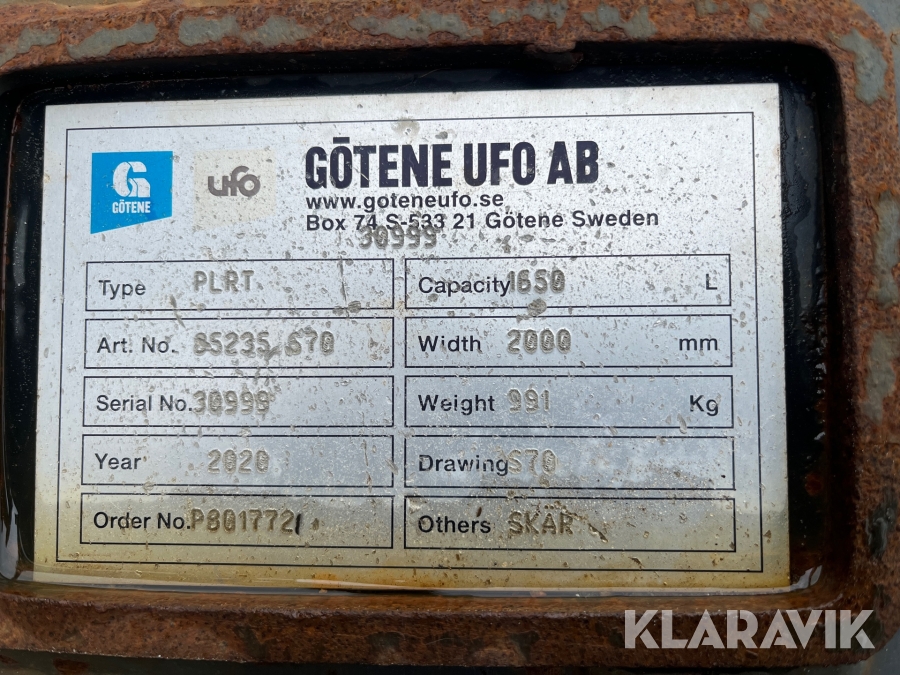 GÖTENE
ufo
GÖTENE UFO AB
www.goteneufo.se
Box 74 S-533 21 Götene Sweden
30999
Type PLRT
Capacity 1650 L
Art. No. 85235 S70
Width 2000 mm
Serial No. 30999
Weight 991 Kg
Year 2020
Drawing S70
Order No. P801772
Others SKÄR
KLARAVIK